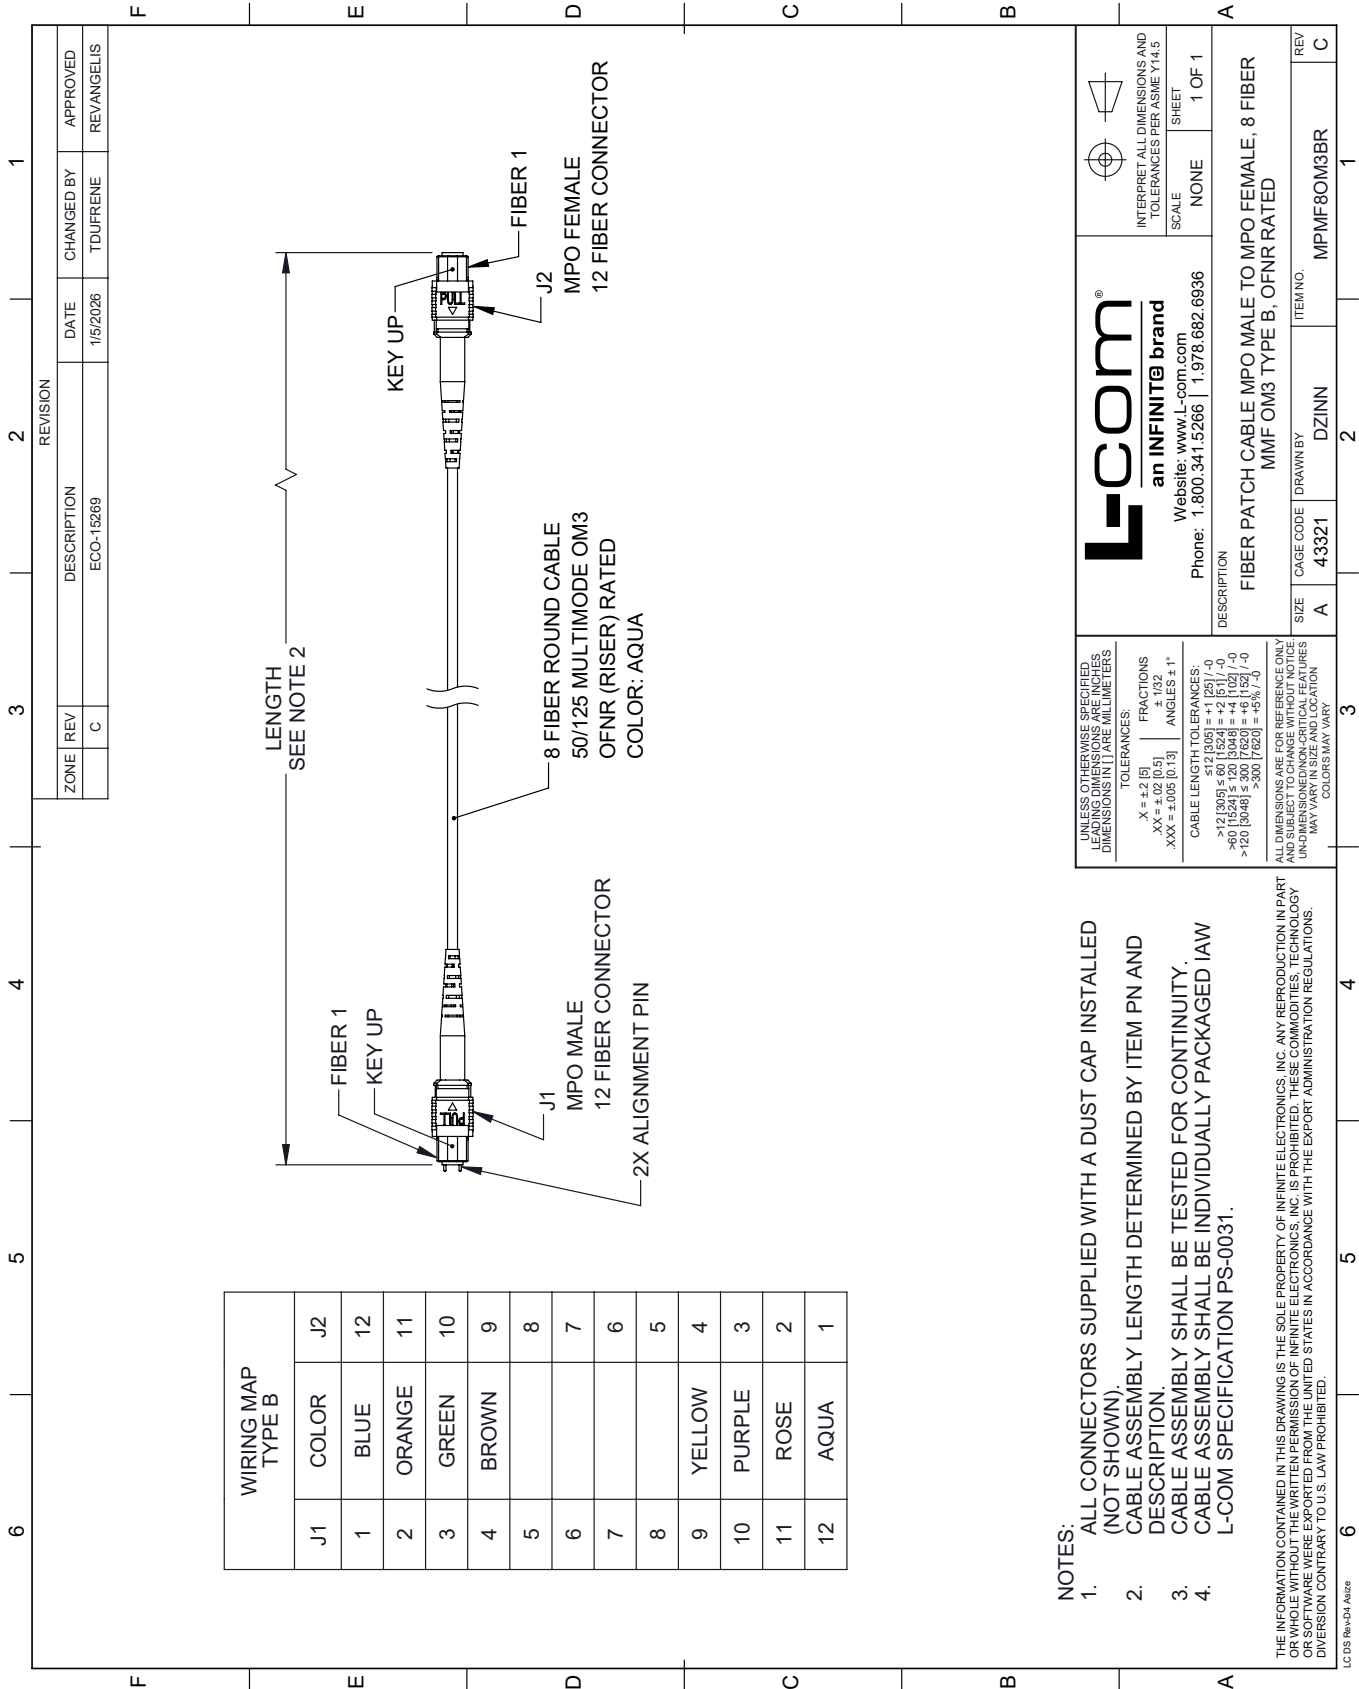 6
5
4
3
2
1
F
E
D
C
B
A
REVISION
ZONE REV DESCRIPTION DATE CHANGED BY APPROVED
C ECO-15269 1/5/2026 TDUFRENE REVANGELIS
WIRING MAP
TYPE B
J1 COLOR J2
1 BLUE 12
2 ORANGE 11
3 GREEN 10
4 BROWN 9
5 8
6 7
7 6
8 5
9 YELLOW 4
10 PURPLE 3
11 ROSE 2
12 AQUA 1
LENGTH
SEE NOTE 2
FIBER 1
KEY UP
PULL
J1
MPO MALE
12 FIBER CONNECTOR
2X ALIGNMENT PIN
8 FIBER ROUND CABLE
50/125 MULTIMODE OM3
OFNR (RISER) RATED
COLOR: AQUA
KEY UP
PULL
FIBER 1
J2
MPO FEMALE
12 FIBER CONNECTOR
NOTES:
1. ALL CONNECTORS SUPPLIED WITH A DUST CAP INSTALLED
(NOT SHOWN).
2. CABLE ASSEMBLY LENGTH DETERMINED BY ITEM PN AND
DESCRIPTION.
3. CABLE ASSEMBLY SHALL BE TESTED FOR CONTINUITY.
4. CABLE ASSEMBLY SHALL BE INDIVIDUALLY PACKAGED IAW
L-COM SPECIFICATION PS-0031.
THE INFORMATION CONTAINED IN THIS DRAWING IS THE SOLE PROPERTY OF INFINITE ELECTRONICS, INC. ANY REPRODUCTION IN PART
OR WHOLE WITHOUT THE WRITTEN PERMISSION OF INFINITE ELECTRONICS, INC. IS PROHIBITED. THESE COMMODITIES, TECHNOLOGY
OR SOFTWARE WERE EXPORTED FROM THE UNITED STATES IN ACCORDANCE WITH THE EXPORT ADMINISTRATION REGULATIONS.
DIVERSION CONTRARY TO U.S. LAW PROHIBITED.
UNLESS OTHERWISE SPECIFIED
LEADING DIMENSIONS ARE INCHES
DIMENSIONS IN [ ] ARE MILLIMETERS
TOLERANCES:
.X = ±.2 [5] FRACTIONS
.XX = ±.02 [0.5] ± 1/32
.XXX = ±.005 [0.13] ANGLES ± 1°
CABLE LENGTH TOLERANCES:
≤12 [305] = +1 [25] / -0
>12 [305] ≤ 60 [1524] = +2 [51] / -0
>60 [1524] ≤ 120 [3048] = +4 [102] / -0
>120 [3048] ≤ 300 [7620] = +6 [152] / -0
>300 [7620] = +5% / -0
ALL DIMENSIONS ARE FOR REFERENCE ONLY
AND SUBJECT TO CHANGE WITHOUT NOTICE.
UN-DIMENSIONED/NON-CRITICAL FEATURES
MAY VARY IN SIZE AND LOCATION
COLORS MAY VARY
L-com®
an INFINIT℮ brand
Website: www.L-com.com
Phone: 1.800.341.5266 | 1.978.682.6936
INTERPRET ALL DIMENSIONS AND
TOLERANCES PER ASME Y14.5
SCALE SHEET
NONE 1 OF 1
DESCRIPTION
FIBER PATCH CABLE MPO MALE TO MPO FEMALE, 8 FIBER
MMF OM3 TYPE B, OFNR RATED
SIZE CAGE CODE DRAWN BY ITEM NO. REV
A 43321 DZINN MPMF8OM3BR C
F
E
D
C
B
A
6
5
4
3
2
1
LC DS Rev-D4 Asize